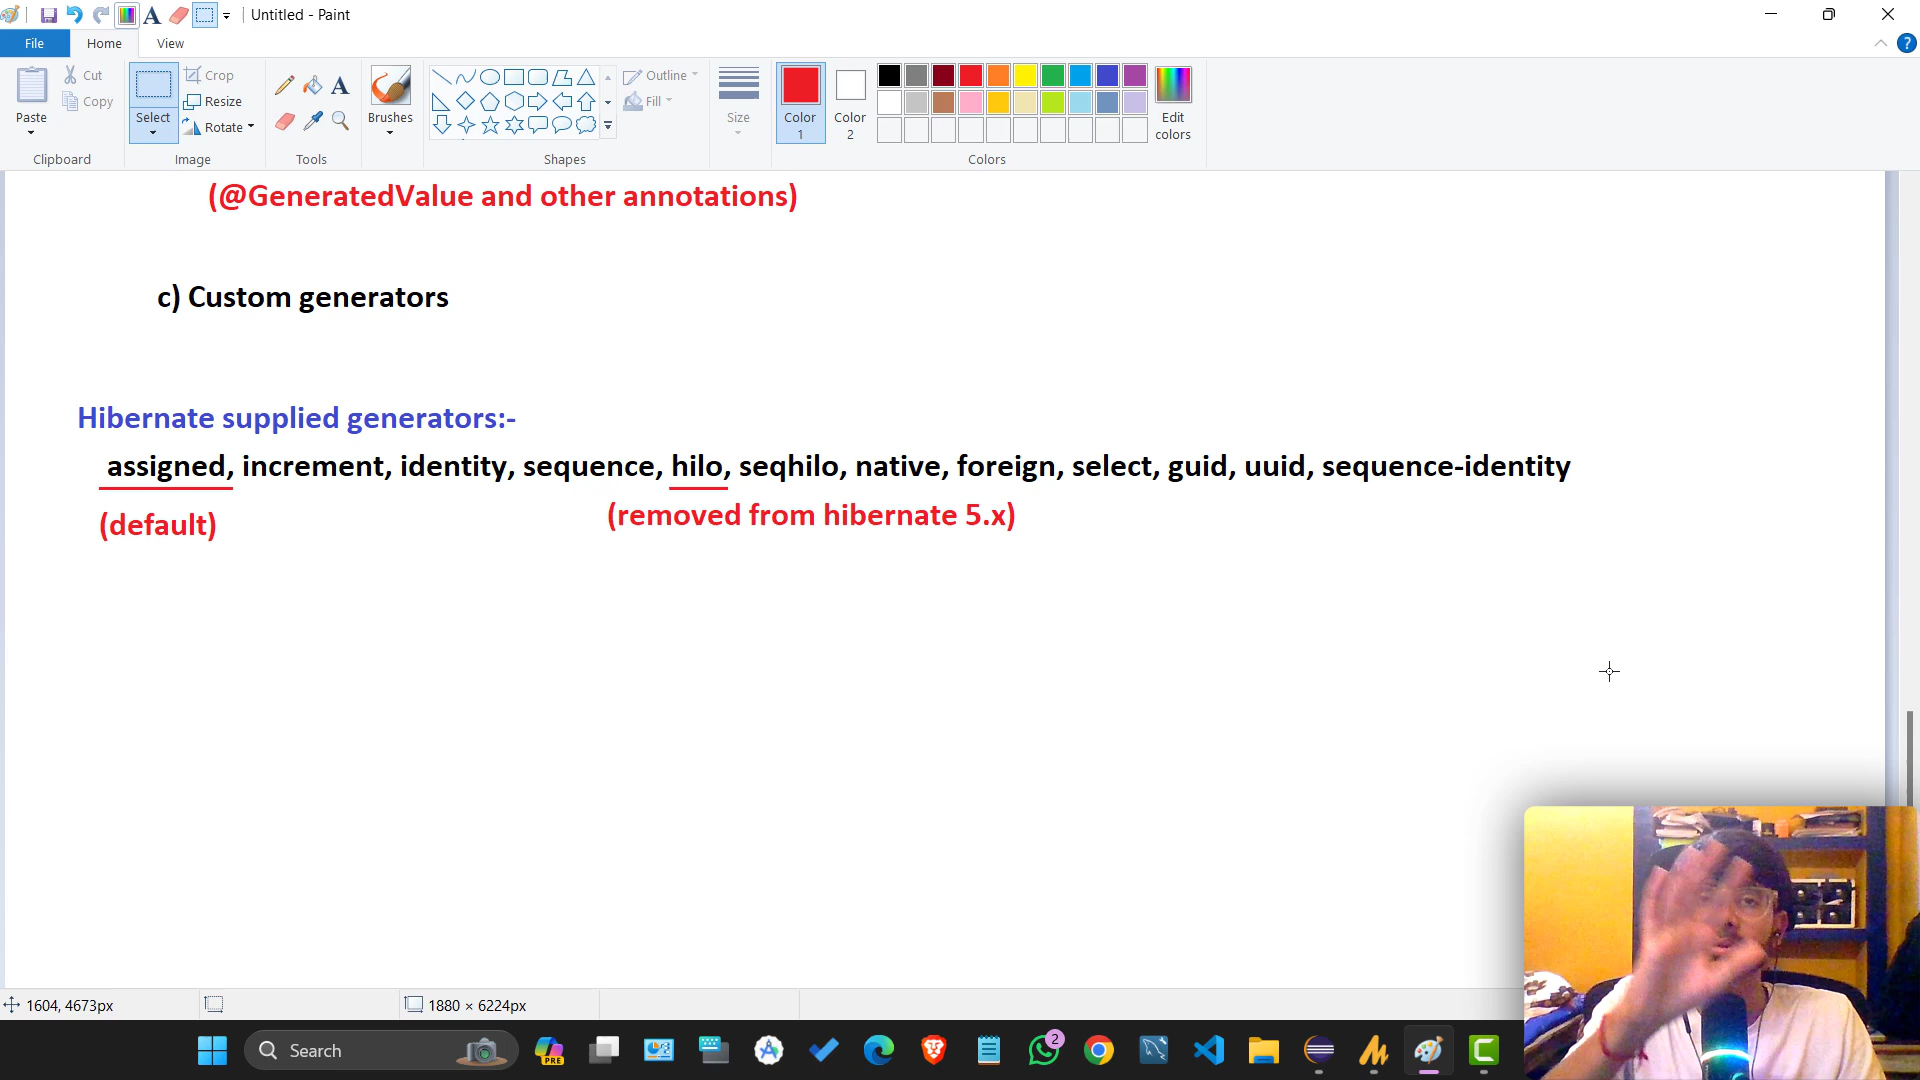 Untitled - Paint
File
Home
View
Paste
Cut
Copy
Clipboard
Select
Crop
Resize
Rotate
Image
Tools
Brushes
Shapes
Outline
Fill
Size
Color
1
Color
2
Edit
colors
Colors
(@GeneratedValue and other annotations)
c) Custom generators
Hibernate supplied generators:-
assigned, increment, identity, sequence, hilo, seqhilo, native, foreign, select, guid, uuid, sequence-identity
(default)
(removed from hibernate 5.x)
1604, 4673px
1880 × 6224px
Search
PRE
2